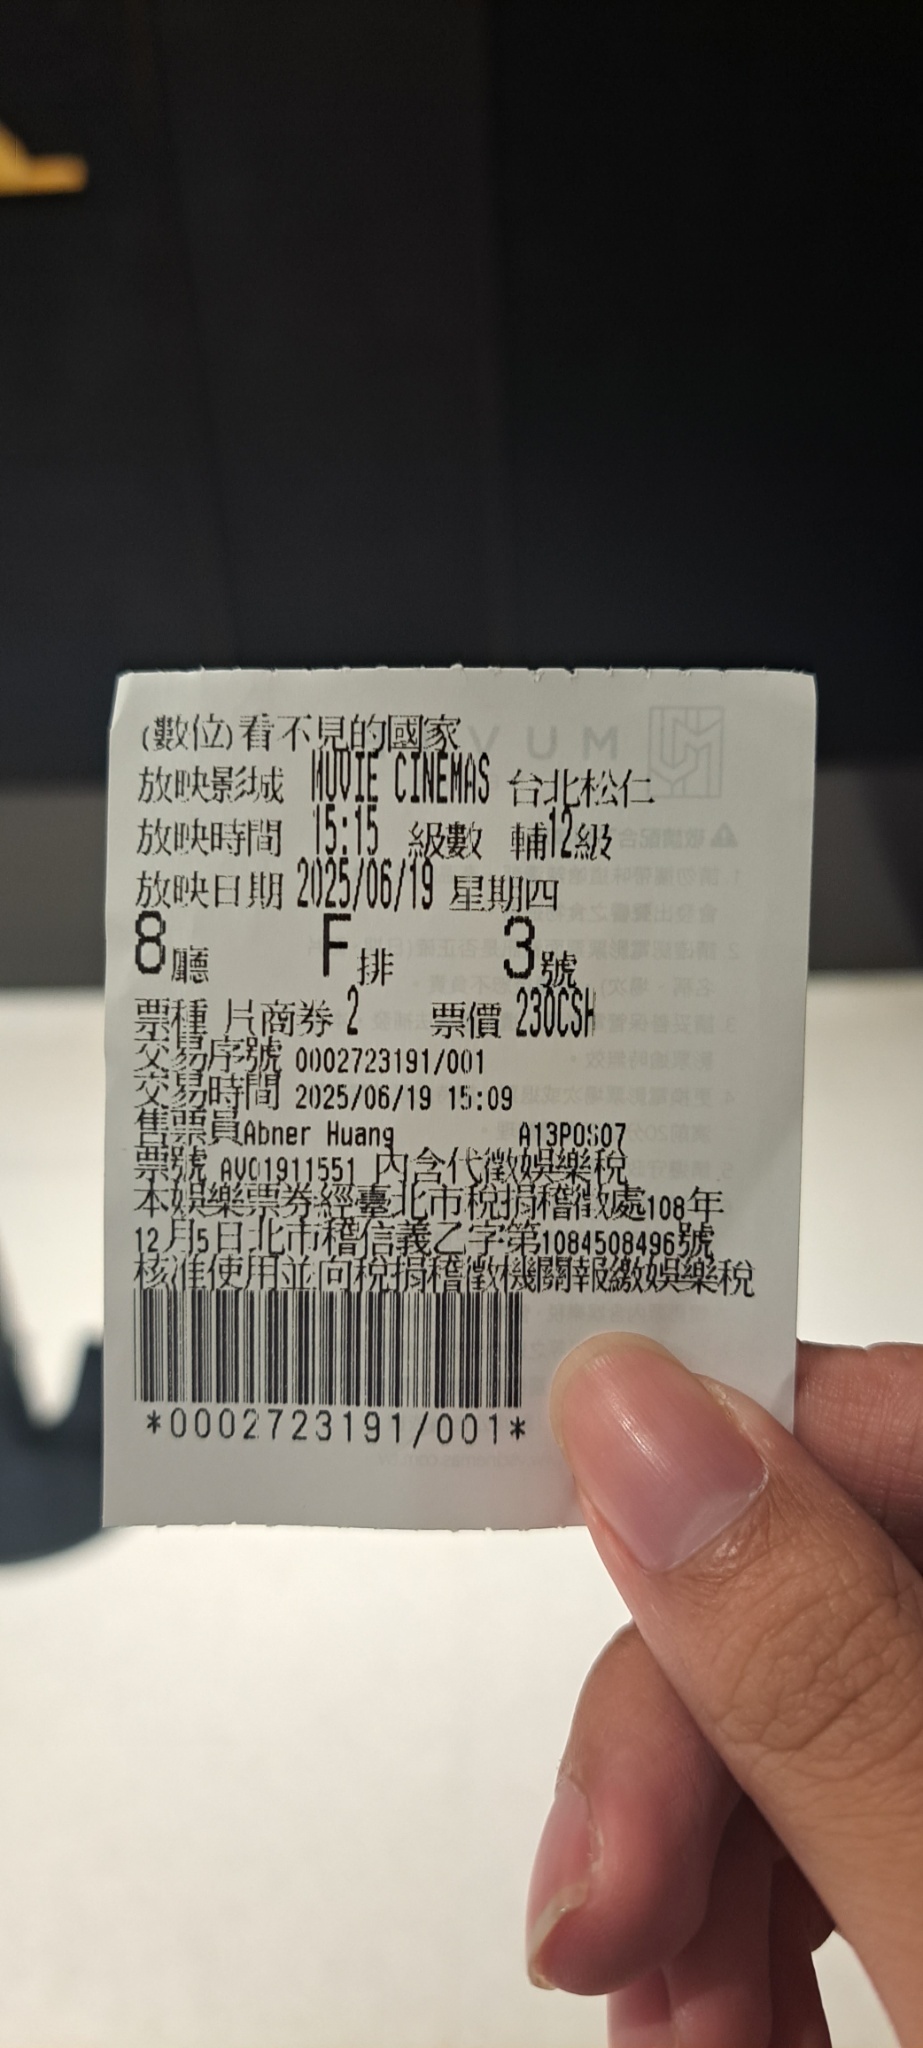 (數位)看不見的國家
放映影城 MUVIE CINEMAS 台北松仁
放映時間 15:15 級數 輔12級
放映日期 2025/06/19 星期四
8廳 F排 3號
票種 片商券2 票價 230CSH
交易序號 0002723191/001
交易時間 2025/06/19 15:09
售票員Abner Huang A13POS07
票號 AV01911551 內含代徵娛樂稅
本娛樂票券經臺北市稅捐稽徵處108年
12月5日北市稽信義乙字第1084508496號
核准使用並向稅捐稽徵機關報繳娛樂稅
*0002723191/001*